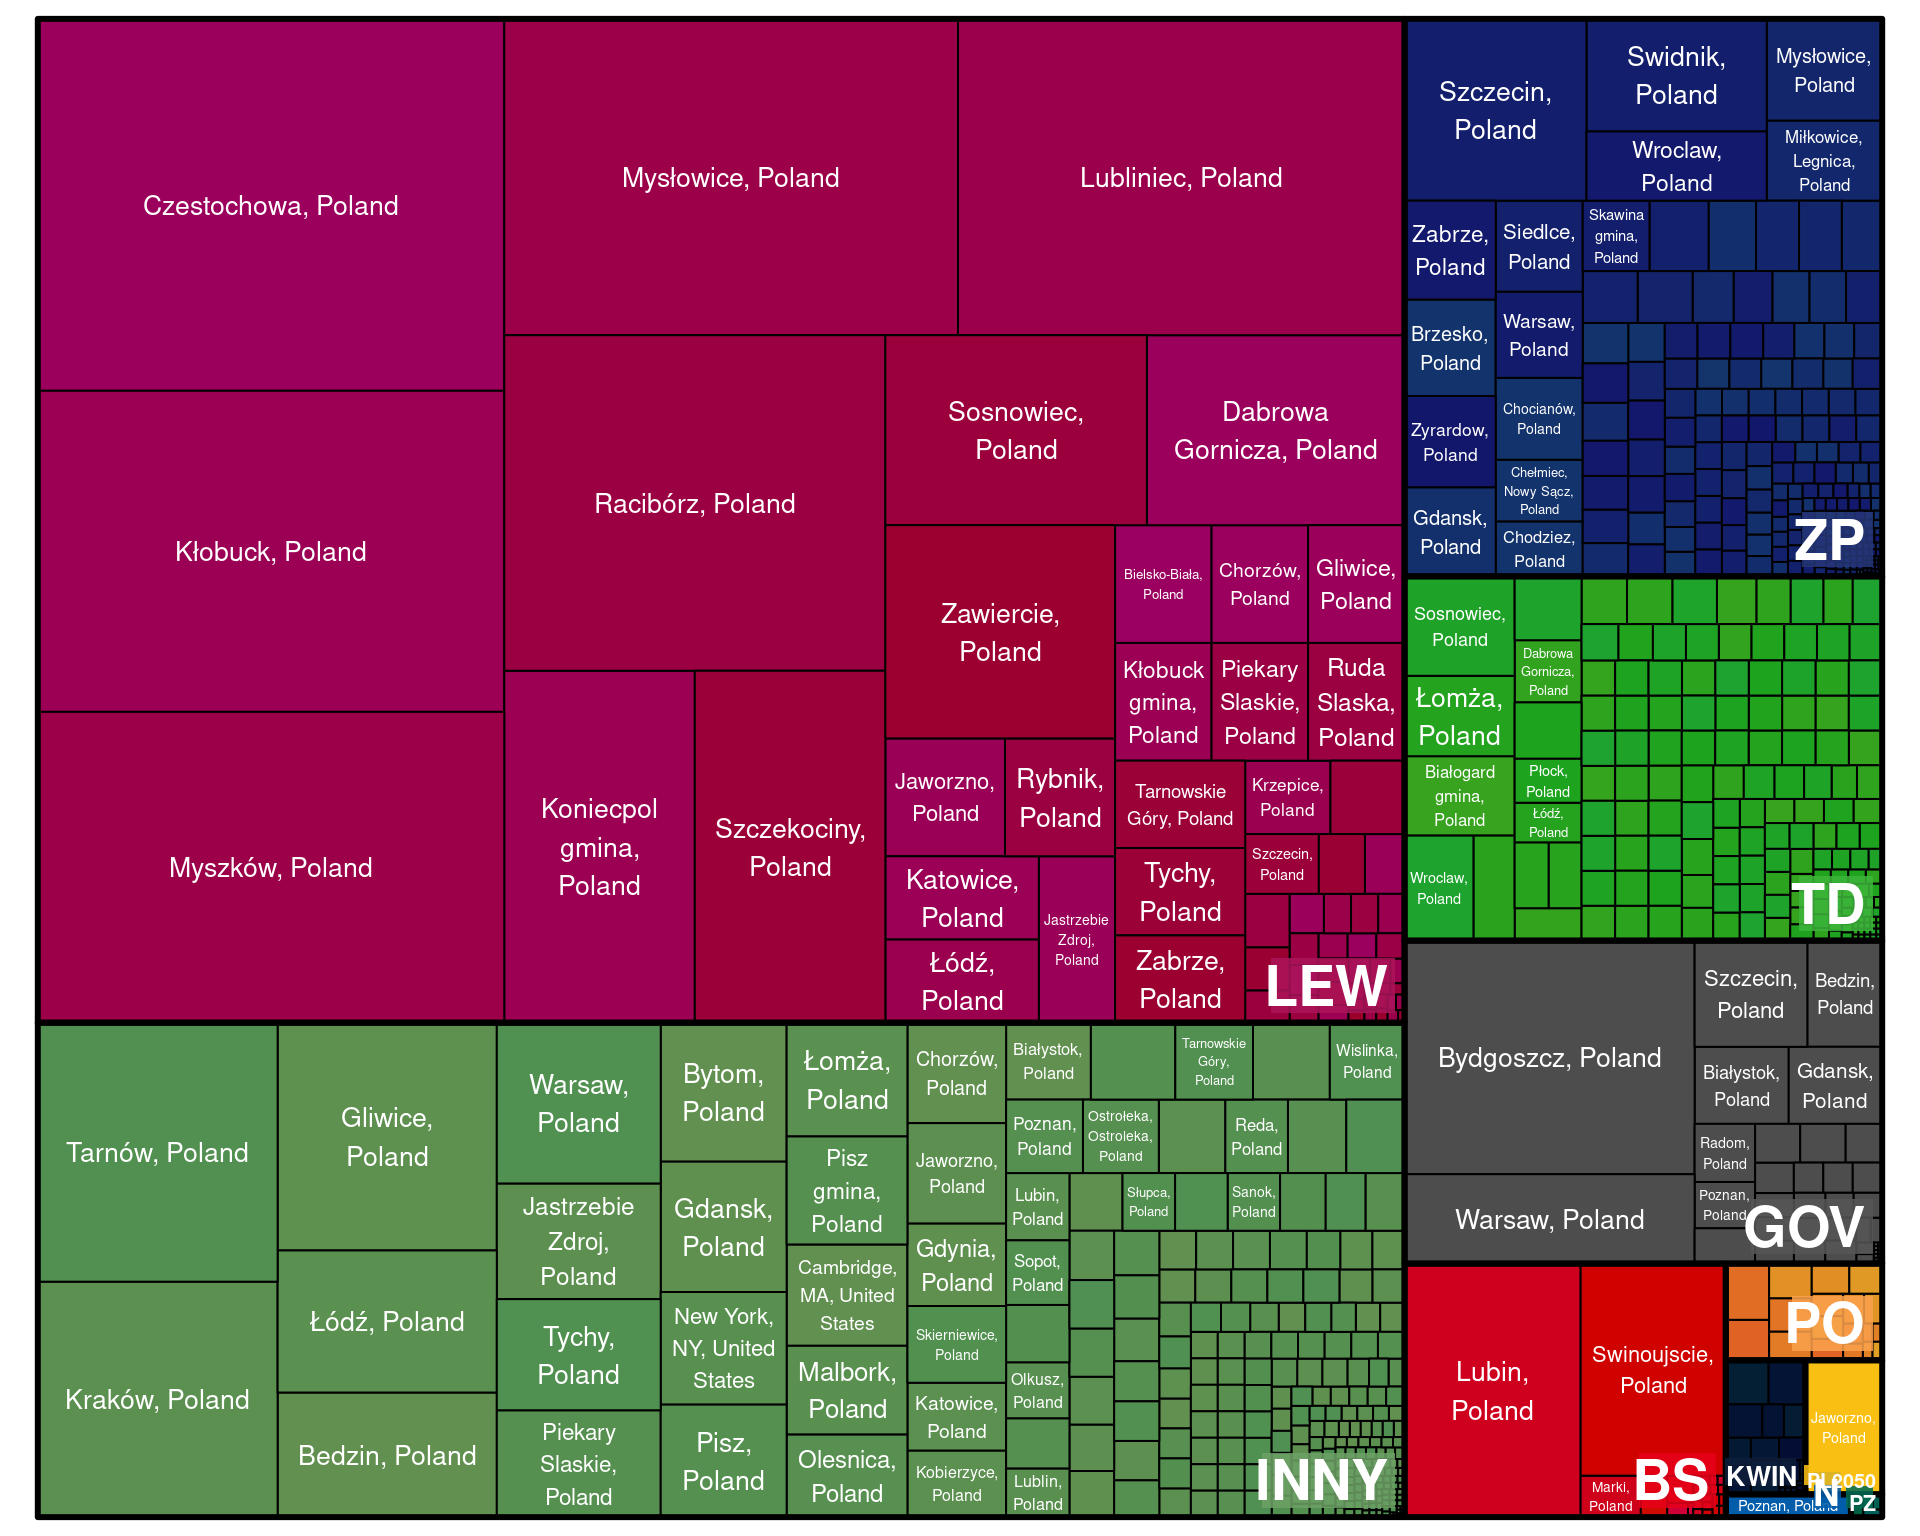 Czestochowa, Poland
Kłobuck, Poland
Myszków, Poland
Mysłowice, Poland
Lubliniec, Poland
Racibórz, Poland
Sosnowiec,
Poland
Dabrowa
Gornicza, Poland
Koniecpol
gmina,
Poland
Szczekociny,
Poland
Zawiercie,
Poland
Bielsko-Biała,
Poland
Chorzów,
Poland
Gliwice,
Poland
Kłobuck
gmina,
Poland
Piekary
Slaskie,
Poland
Ruda
Slaska,
Poland
Jaworzno,
Poland
Rybnik,
Poland
Katowice,
Poland
Łódź,
Poland
Jastrzebie
Zdroj,
Poland
Tarnowskie
Góry, Poland
Tychy,
Poland
Zabrze,
Poland
Krzepice,
Poland
Szczecin,
Poland
LEW
Szczecin,
Poland
Swidnik,
Poland
Wroclaw,
Poland
Mysłowice,
Poland
Miłkowice,
Legnica,
Poland
Zabrze,
Poland
Brzesko,
Poland
Zyrardow,
Poland
Gdansk,
Poland
Siedlce,
Poland
Warsaw,
Poland
Chocianów,
Poland
Chełmiec,
Nowy Sącz,
Poland
Chodziez,
Poland
Skawina
gmina,
Poland
ZP
Sosnowiec,
Poland
Łomża,
Poland
Białogard
gmina,
Poland
Wroclaw,
Poland
Dabrowa
Gornicza,
Poland
Płock,
Poland
Łódź,
Poland
TD
Bydgoszcz, Poland
Warsaw, Poland
Szczecin,
Poland
Bedzin,
Poland
Białystok,
Poland
Gdansk,
Poland
Radom,
Poland
Poznan,
Poland
GOV
Tarnów, Poland
Kraków, Poland
Gliwice,
Poland
Łódź, Poland
Bedzin, Poland
Warsaw,
Poland
Jastrzebie
Zdroj,
Poland
Tychy,
Poland
Piekary
Slaskie,
Poland
Bytom,
Poland
Gdansk,
Poland
New York,
NY, United
States
Pisz,
Poland
Łomża,
Poland
Pisz
gmina,
Poland
Cambridge,
MA, United
States
Malbork,
Poland
Olesnica,
Poland
Chorzów,
Poland
Jaworzno,
Poland
Gdynia,
Poland
Skierniewice,
Poland
Katowice,
Poland
Kobierzyce,
Poland
Białystok,
Poland
Tarnowskie
Góry,
Poland
Wislinka,
Poland
Poznan,
Poland
Ostrołeka,
Ostroleka,
Poland
Reda,
Poland
Lubin,
Poland
Słupca,
Poland
Sanok,
Poland
Sopot,
Poland
Olkusz,
Poland
Lublin,
Poland
INNY
Lubin,
Poland
Swinoujscie,
Poland
Marki,
Poland
BS
PO
KWIN
Jaworzno,
Poland
PL2050
N
Poznan, Poland
PZ